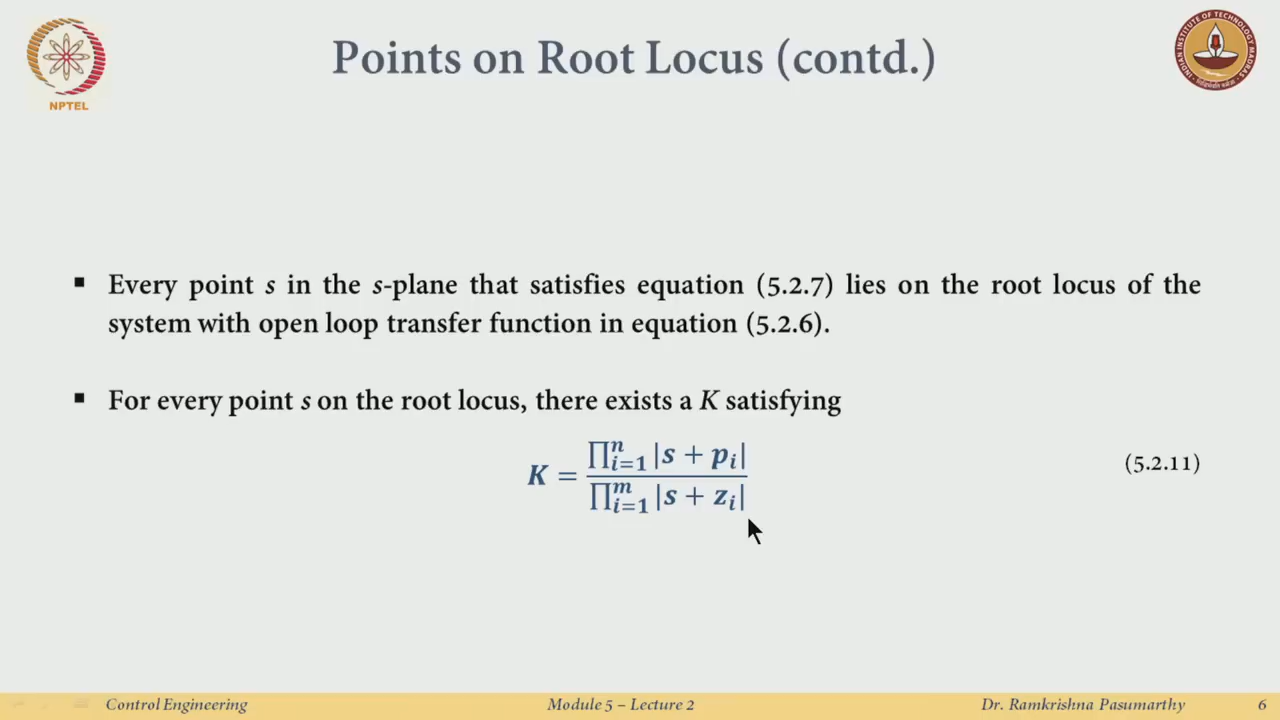 Points on Root Locus (contd.)
NPTEL
▪ Every point s in the s-plane that satisfies equation (5.2.7) lies on the root locus of the
system with open loop transfer function in equation (5.2.6).
▪ For every point s on the root locus, there exists a K satisfying
K = ∏ⁿᵢ₌₁ |s + pᵢ| / ∏ᵐᵢ₌₁ |s + zᵢ| (5.2.11)
Control Engineering Module 5 – Lecture 2 Dr. Ramkrishna Pasumarthy 6